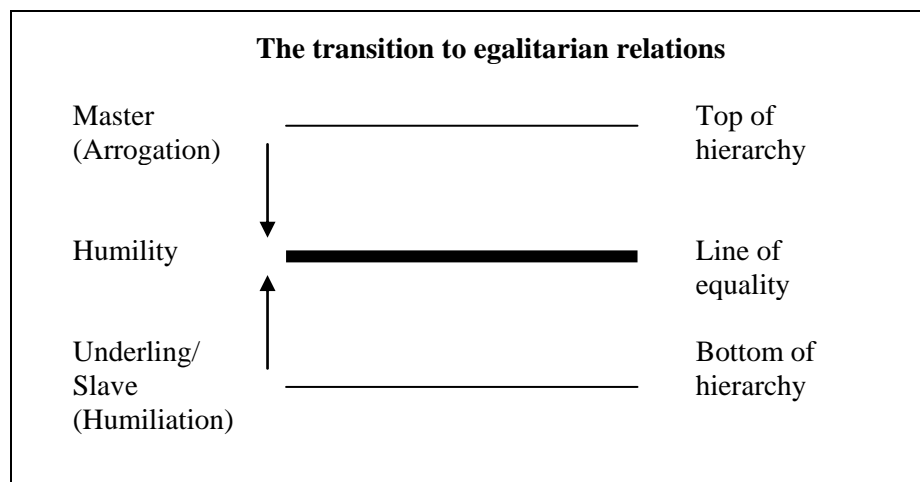 The transition to egalitarian relations
Master
(Arrogation)
Top of
hierarchy
Humility
Line of
equality
Underling/
Slave
(Humiliation)
Bottom of
hierarchy